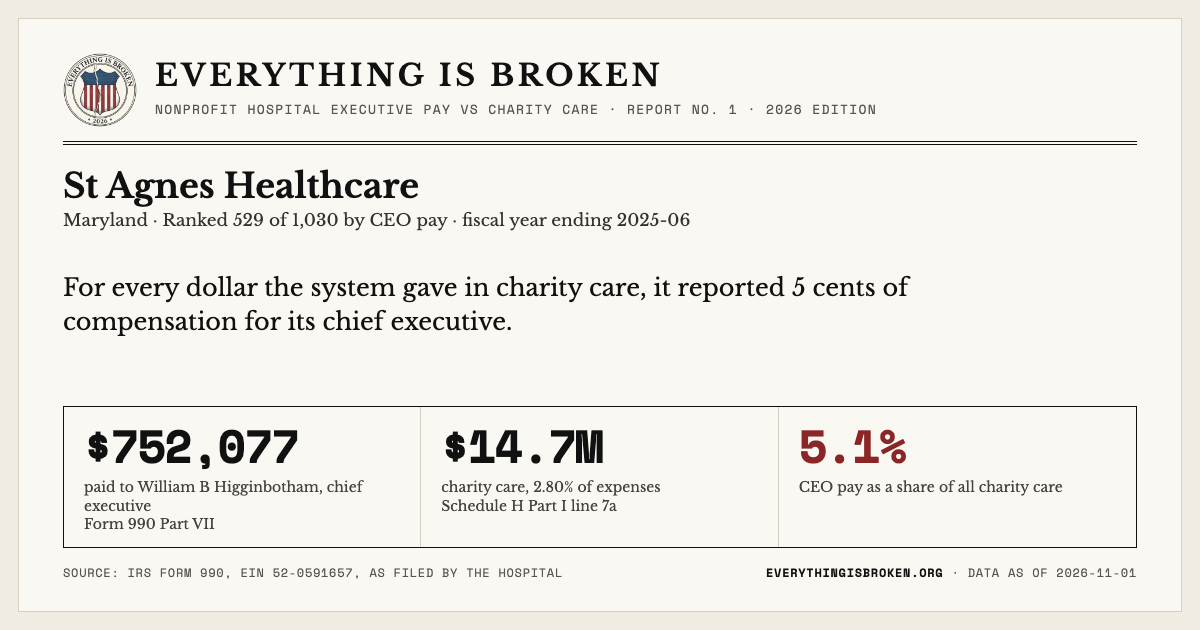 EVERYTHING IS BROKEN
2026
EVERYTHING IS BROKEN
NONPROFIT HOSPITAL EXECUTIVE PAY VS CHARITY CARE · REPORT NO. 1 · 2026 EDITION
St Agnes Healthcare
Maryland · Ranked 529 of 1,030 by CEO pay · fiscal year ending 2025-06
For every dollar the system gave in charity care, it reported 5 cents of
compensation for its chief executive.
$752,077
paid to William B Higginbotham, chief
executive
Form 990 Part VII
$14.7M
charity care, 2.80% of expenses
Schedule H Part I line 7a
5.1%
CEO pay as a share of all charity care
SOURCE: IRS FORM 990, EIN 52-0591657, AS FILED BY THE HOSPITAL
EVERYTHINGISBROKEN.ORG · DATA AS OF 2026-11-01